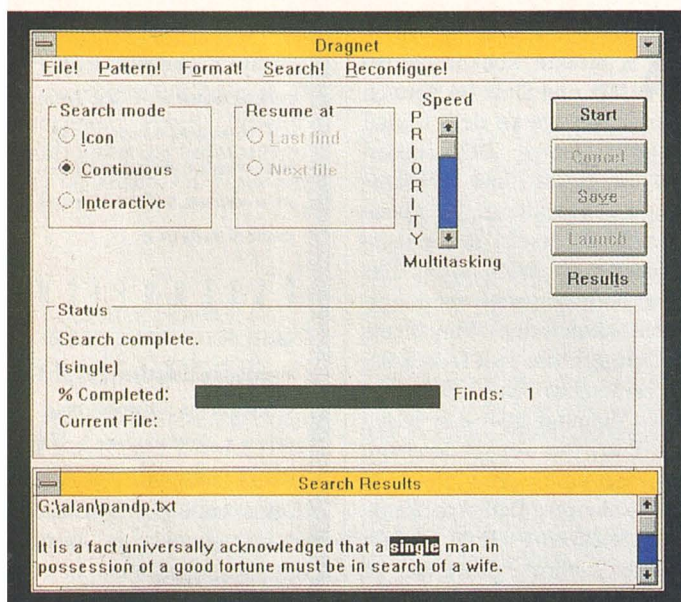 Dragnet
File! Pattern! Format! Search! Reconfigure!
Search mode
Icon
Continuous
Interactive
Resume at
Last find
Next file
Speed
PRIORITY
Multitasking
Start
Cancel
Save
Launch
Results
Status
Search complete.
(single)
% Completed: Finds: 1
Current File:
Search Results
G:\alan\pandp.txt
It is a fact universally acknowledged that a single man in
possession of a good fortune must be in search of a wife.